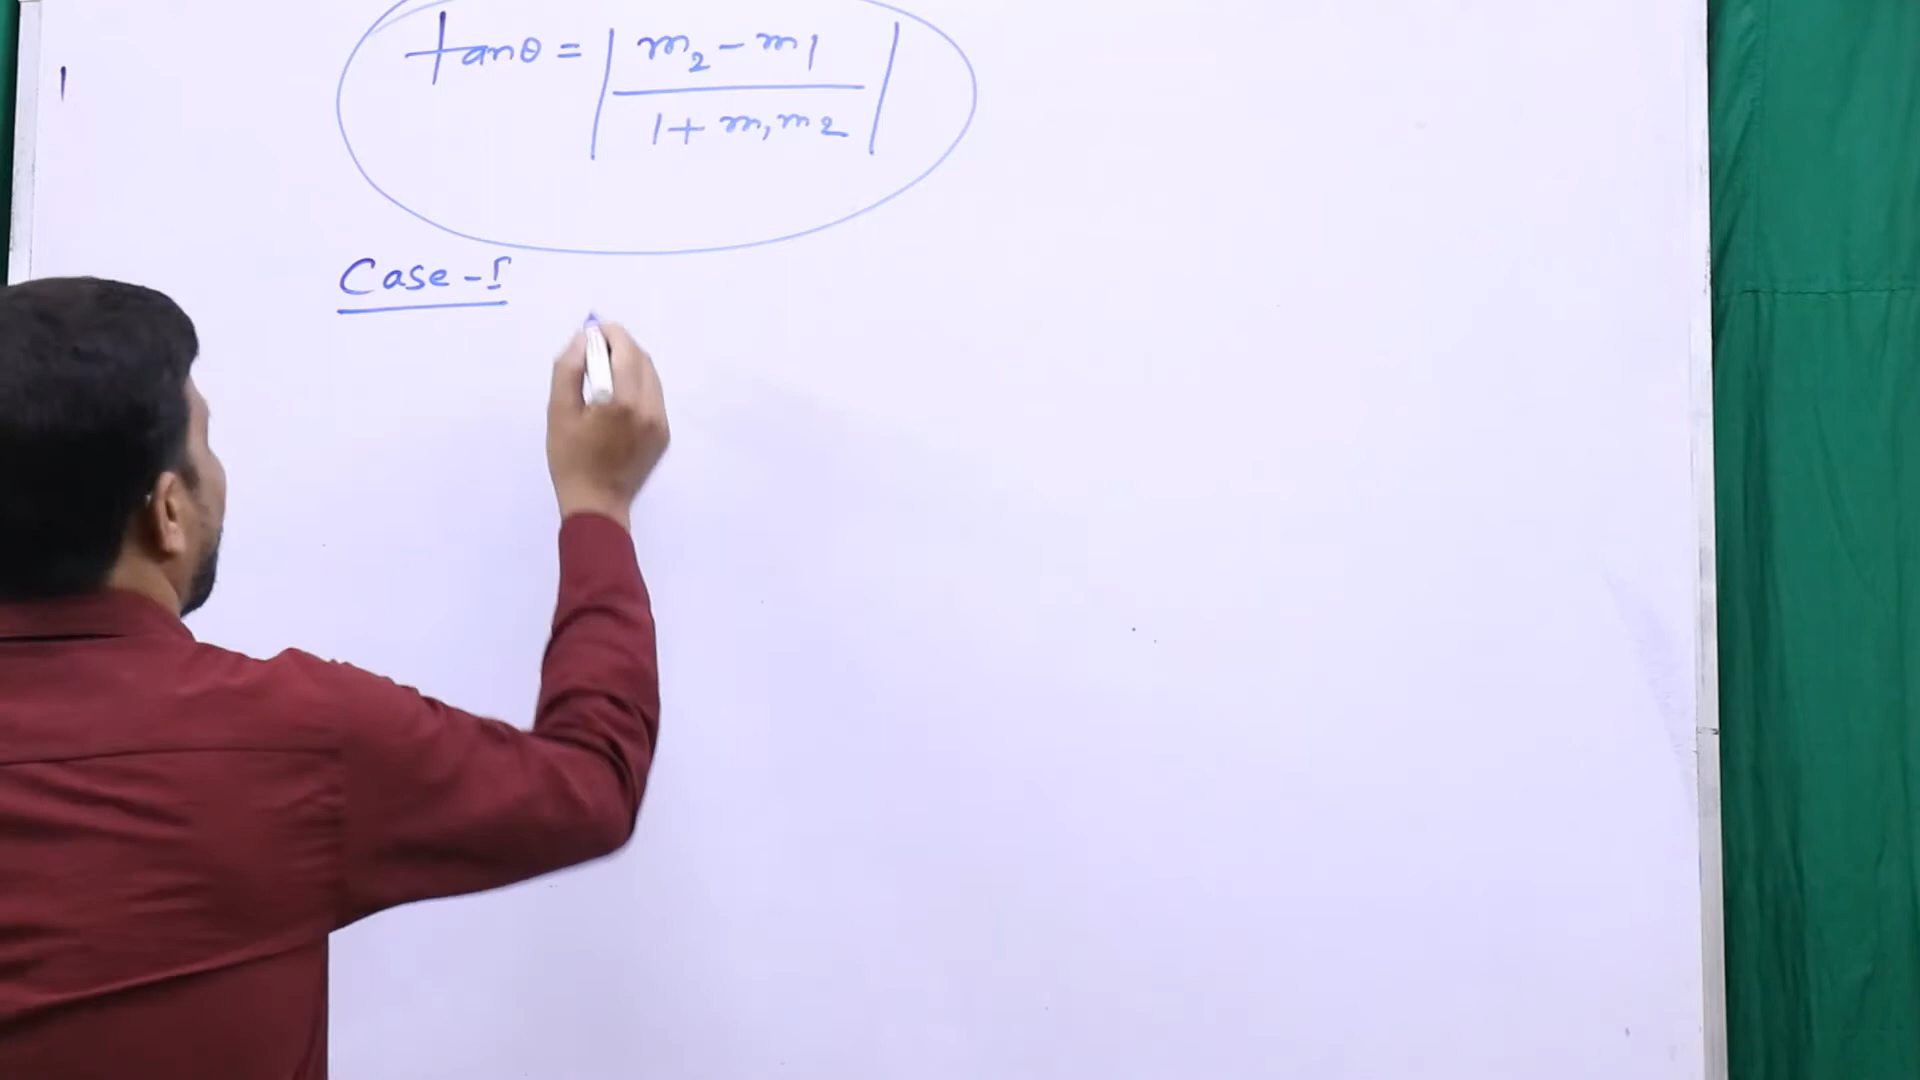 tanθ = | m₂ - m₁ / 1 + m₁m₂ |
Case - I